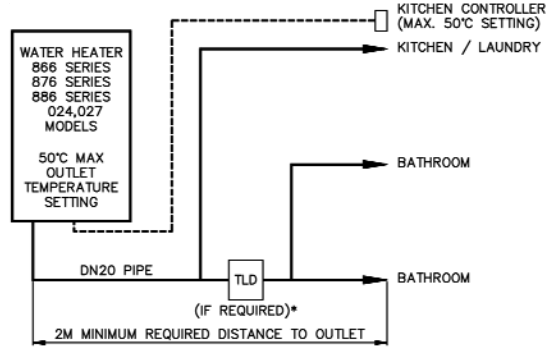 WATER HEATER
866 SERIES
876 SERIES
886 SERIES
024,027
MODELS
50°C MAX
OUTLET
TEMPERATURE
SETTING
KITCHEN CONTROLLER
(MAX. 50°C SETTING)
KITCHEN / LAUNDRY
BATHROOM
DN20 PIPE
TLD
BATHROOM
(IF REQUIRED)*
2M MINIMUM REQUIRED DISTANCE TO OUTLET